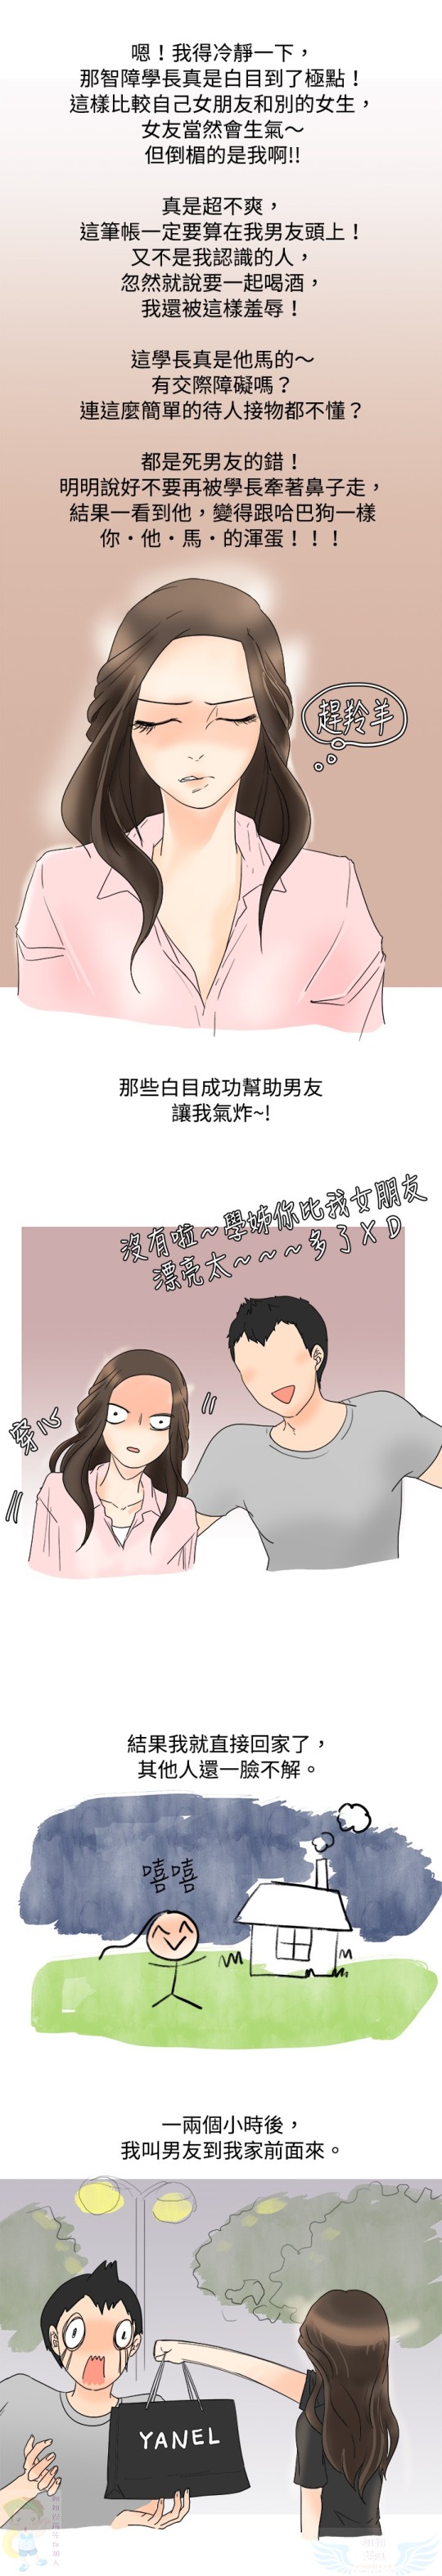 嗯！我得冷靜一下，
那智障學長真是白目到了極點！
這樣比較自己女朋友和別的女生，
女友當然會生氣～
但倒楣的是我啊!!
真是超不爽，
這筆帳一定要算在我男友頭上！
又不是我認識的人，
忽然就說要一起喝酒，
我還被這樣羞辱！
這學長真是他馬的～
有交際障礙嗎？
連這麼簡單的待人接物都不懂？
都是死男友的錯！
明明說好不要再被學長牽著鼻子走，
結果一看到他，變得跟哈巴狗一樣
你・他・馬・的渾蛋！！！
趕羚羊
那些白目成功幫助男友
讓我氣炸~!
沒有啦~學姊你比我女朋友
漂亮太~~~多了XD
穿心
結果我就直接回家了，
其他人還一臉不解。
嘻嘻
一兩個小時後，
我叫男友到我家前面來。
YANEL